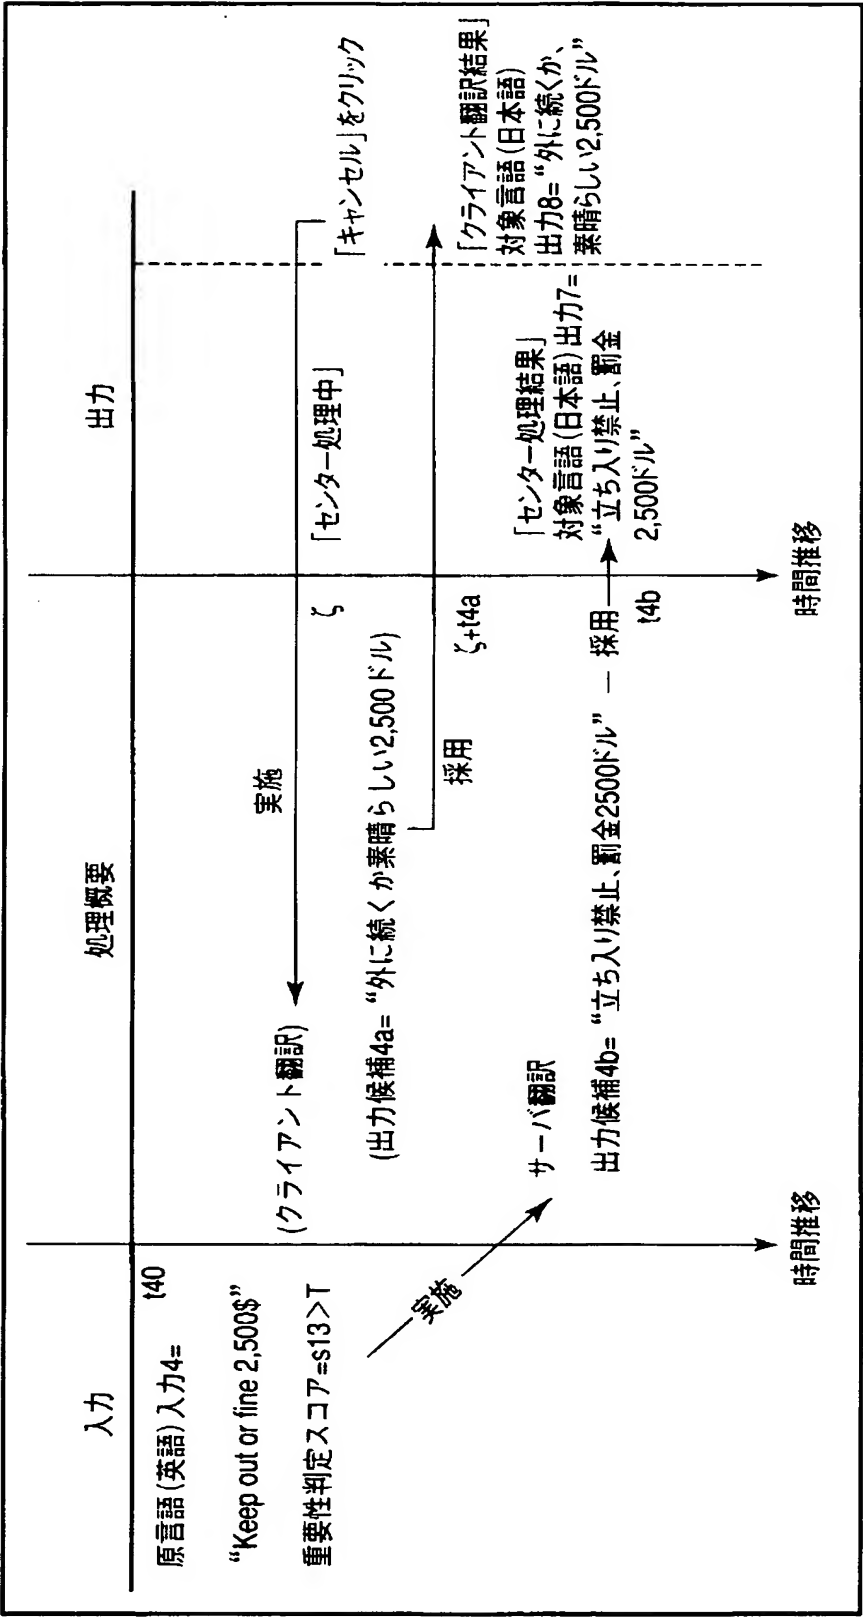 入力
処理概要
出力
原言語(英語)入力4=
“Keep out or fine 2,500$”
重要性判定スコア=s13>T
t40
実施
(クライアント翻訳)
実施
ζ
「センター処理中」
「キャンセル」をクリック
(出力候補4a= “外に続くか素晴らしい2,500ドル)
採用
ζ+t4a
「クライアント翻訳結果」
対象言語(日本語)
出力8= “外に続くか、
素晴らしい2,500ドル”
サーバ翻訳
出力候補4b= “立ち入り禁止、罰金2500ドル” — 採用
t4b
「センター処理結果」
対象言語(日本語)出力7=
“立ち入り禁止、罰金
2,500ドル”
時間推移
時間推移